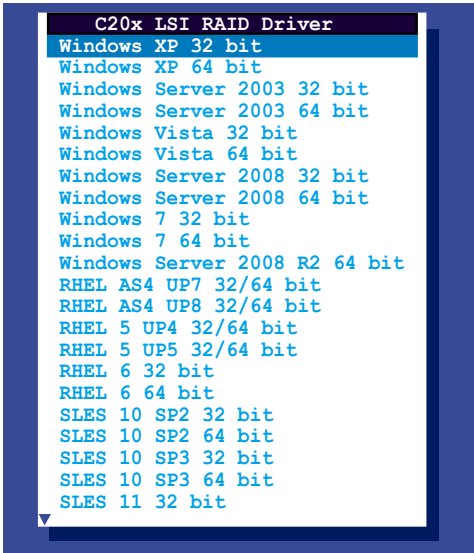 C20x LSI RAID Driver
Windows XP 32 bit
Windows XP 64 bit
Windows Server 2003 32 bit
Windows Server 2003 64 bit
Windows Vista 32 bit
Windows Vista 64 bit
Windows Server 2008 32 bit
Windows Server 2008 64 bit
Windows 7 32 bit
Windows 7 64 bit
Windows Server 2008 R2 64 bit
RHEL AS4 UP7 32/64 bit
RHEL AS4 UP8 32/64 bit
RHEL 5 UP4 32/64 bit
RHEL 5 UP5 32/64 bit
RHEL 6 32 bit
RHEL 6 64 bit
SLES 10 SP2 32 bit
SLES 10 SP2 64 bit
SLES 10 SP3 32 bit
SLES 10 SP3 64 bit
SLES 11 32 bit